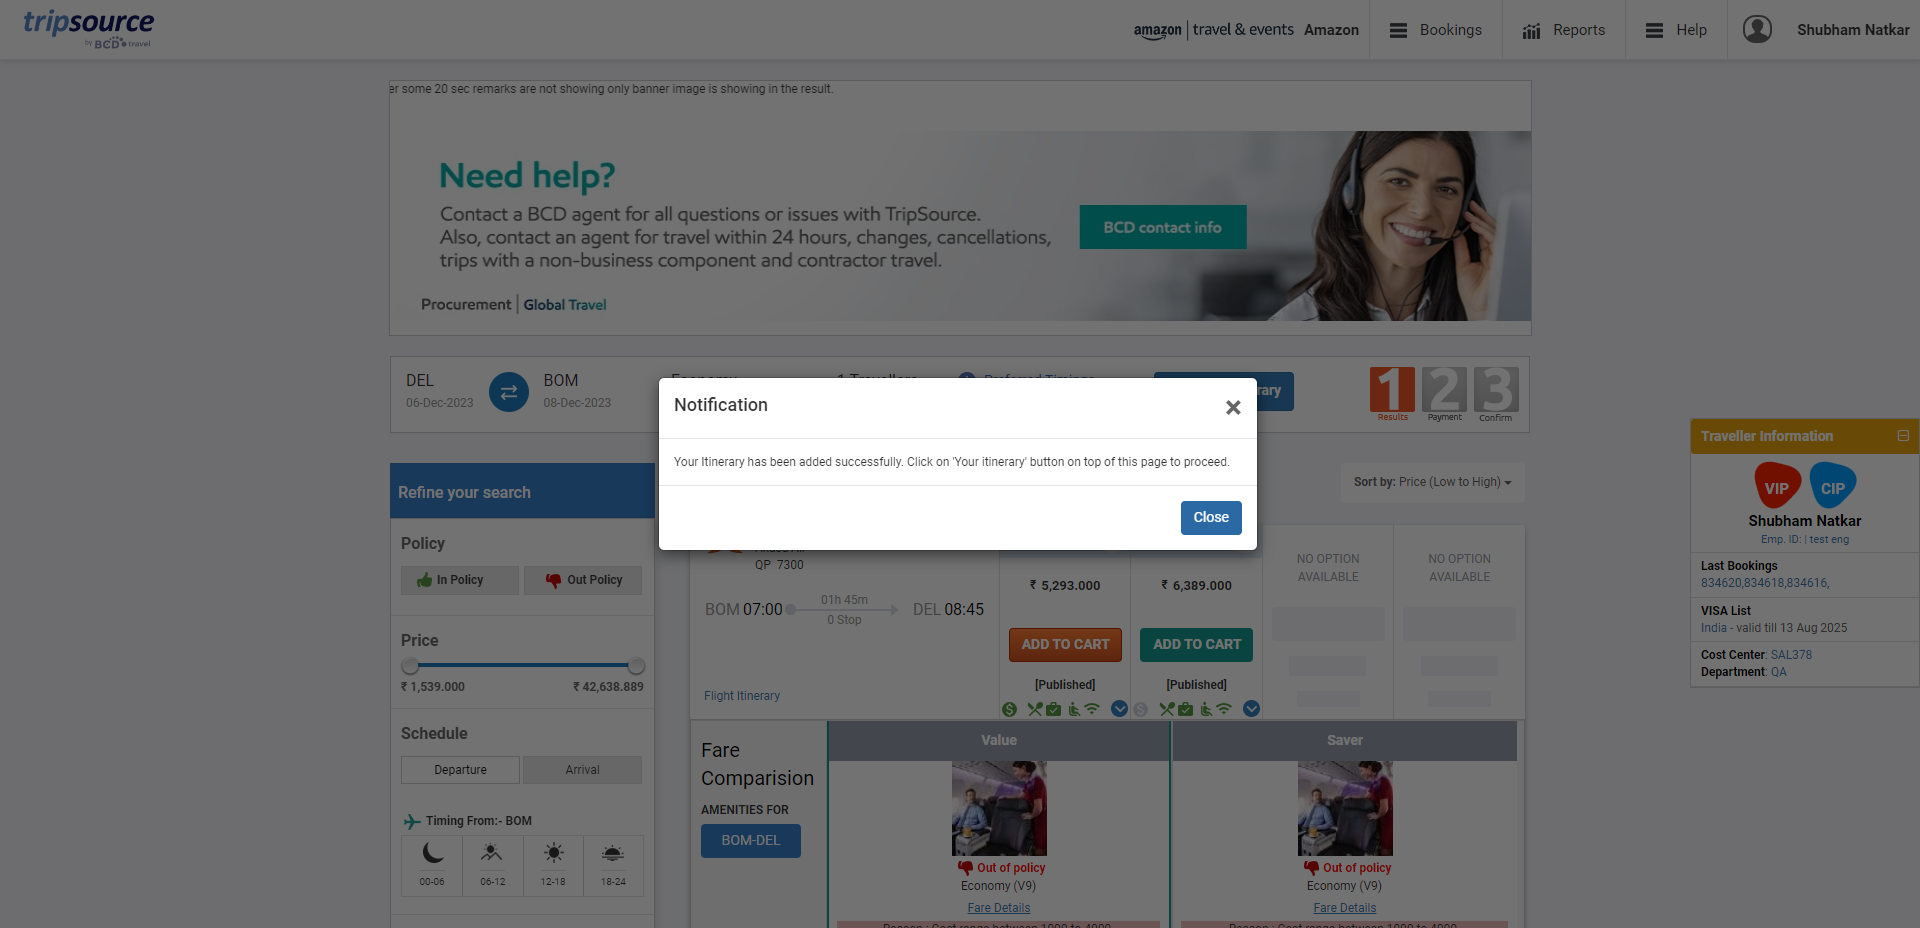 tripsource
by BCD travel
amazon | travel & events Amazon
Bookings
Reports
Help
Shubham Natkar
er some 20 sec remarks are not showing only banner image is showing in the result.
Need help?
Contact a BCD agent for all questions or issues with TripSource.
Also, contact an agent for travel within 24 hours, changes, cancellations,
trips with a non-business component and contractor travel.
BCD contact info
Procurement | Global Travel
DEL
06-Dec-2023
BOM
08-Dec-2023
1 Results
2 Payment
3 Confirm
Notification
Your Itinerary has been added successfully. Click on 'Your itinerary' button on top of this page to proceed.
Close
Refine your search
Policy
In Policy
Out Policy
Price
₹ 1,539.000
₹ 42,638.889
Schedule
Departure
Arrival
Timing From:- BOM
00-06
06-12
12-18
18-24
Sort by: Price (Low to High)
QP 7300
BOM 07:00
01h 45m
0 Stop
DEL 08:45
Flight Itinerary
₹ 5,293.000
ADD TO CART
[Published]
₹ 6,389.000
ADD TO CART
[Published]
NO OPTION
AVAILABLE
NO OPTION
AVAILABLE
Fare
Comparision
AMENITIES FOR
BOM-DEL
Value
Out of policy
Economy (V9)
Fare Details
Saver
Out of policy
Economy (V9)
Fare Details
Traveller Information
VIP
CIP
Shubham Natkar
Emp. ID: | test eng
Last Bookings
834620,834618,834616,
VISA List
India - valid till 13 Aug 2025
Cost Center: SAL378
Department: QA